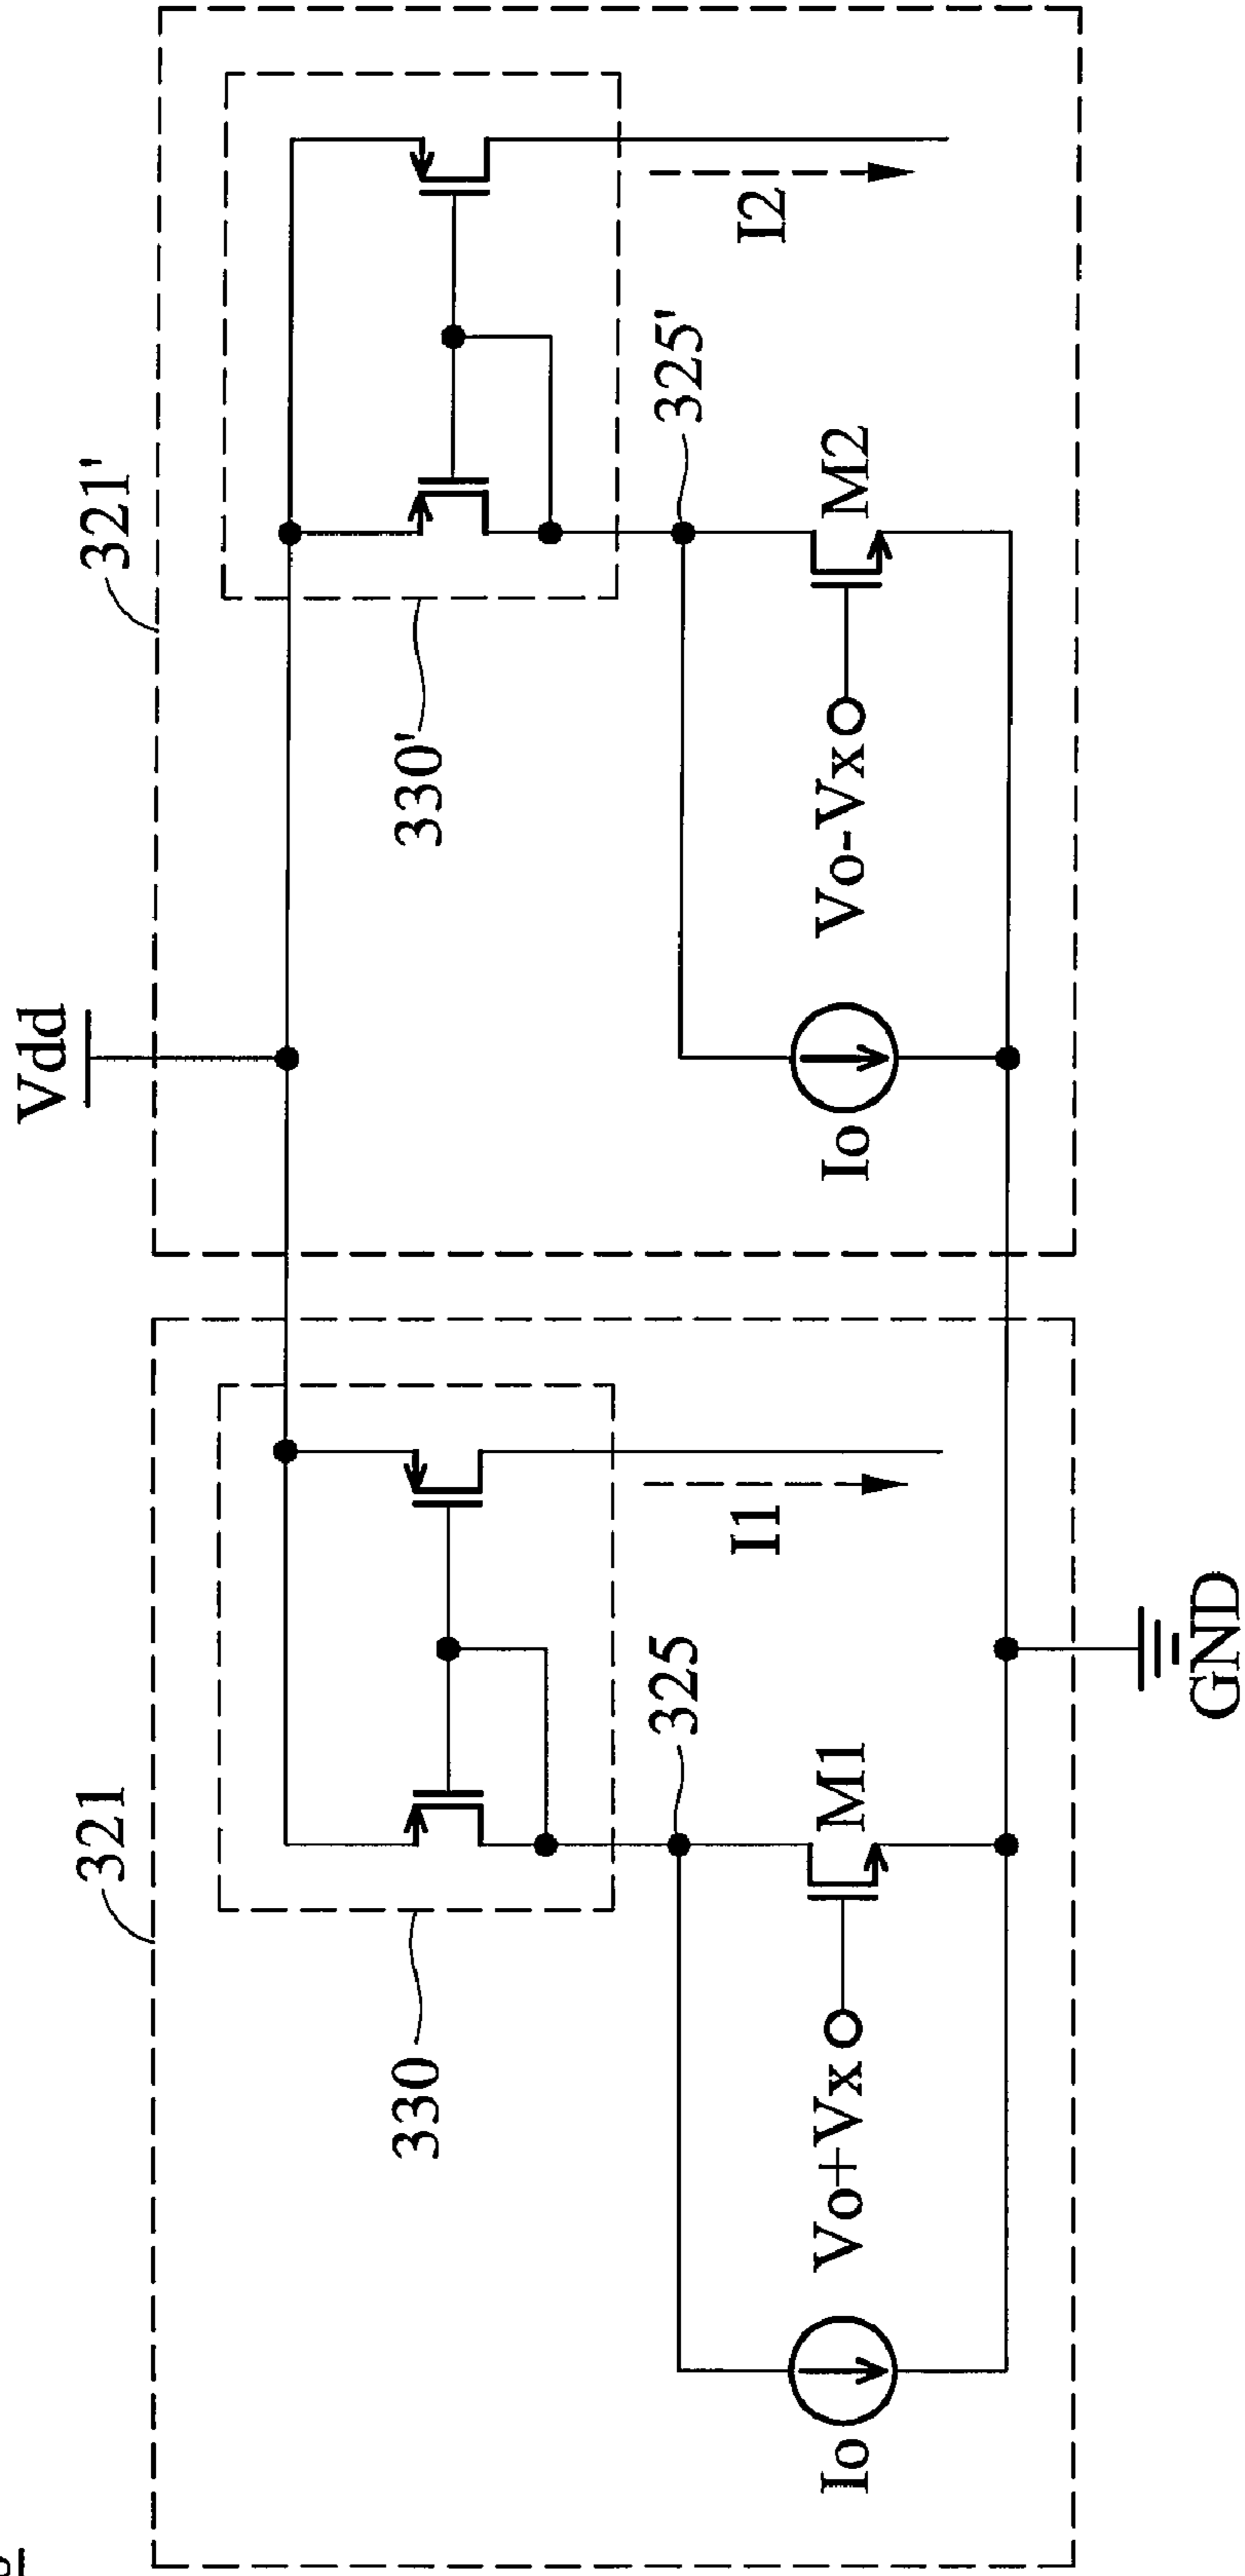 Vdd
321
321'
330
330'
I1
I2
325
325'
Io
Vo+Vx
M1
Io
Vo-Vx
M2
GND